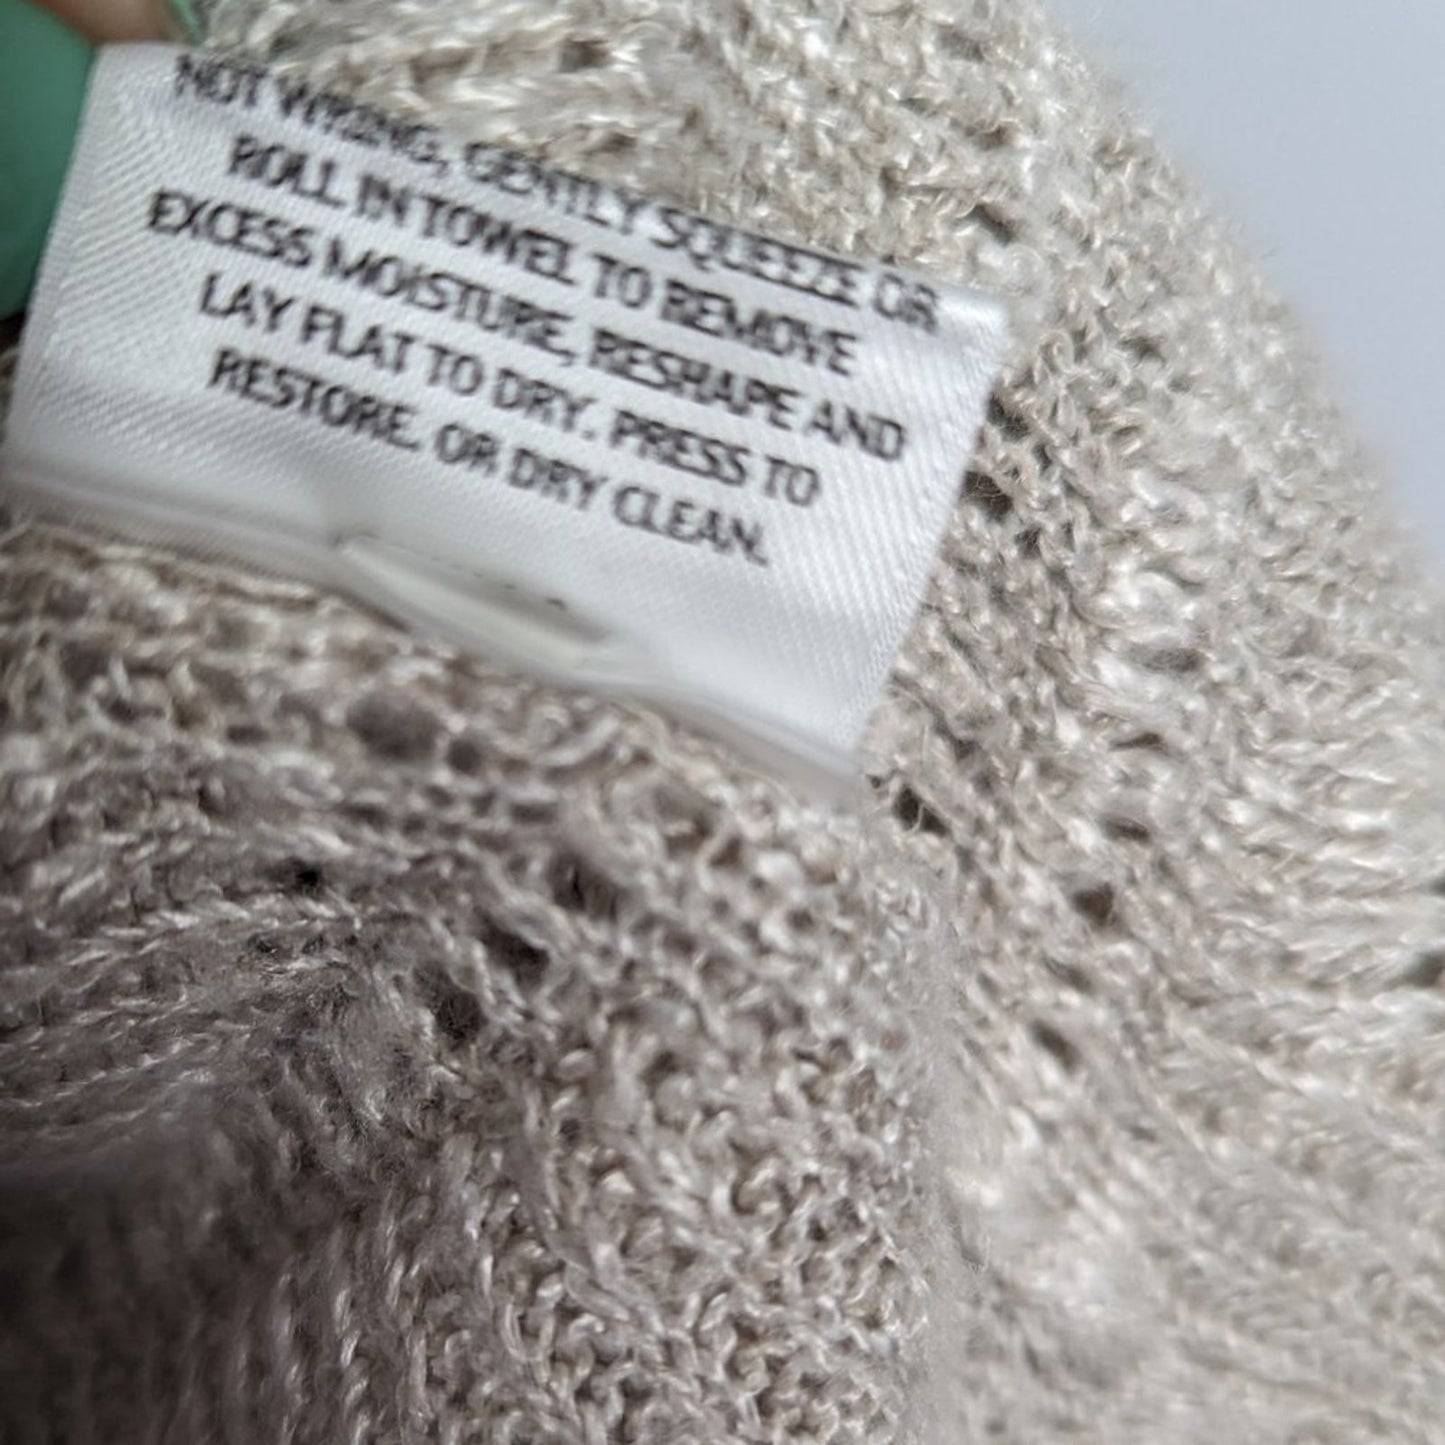 NOT WRING, GENTLY SQUEEZE OR
ROLL IN TOWEL TO REMOVE
EXCESS MOISTURE, RESHAPE AND
LAY FLAT TO DRY. PRESS TO
RESTORE. OR DRY CLEAN.